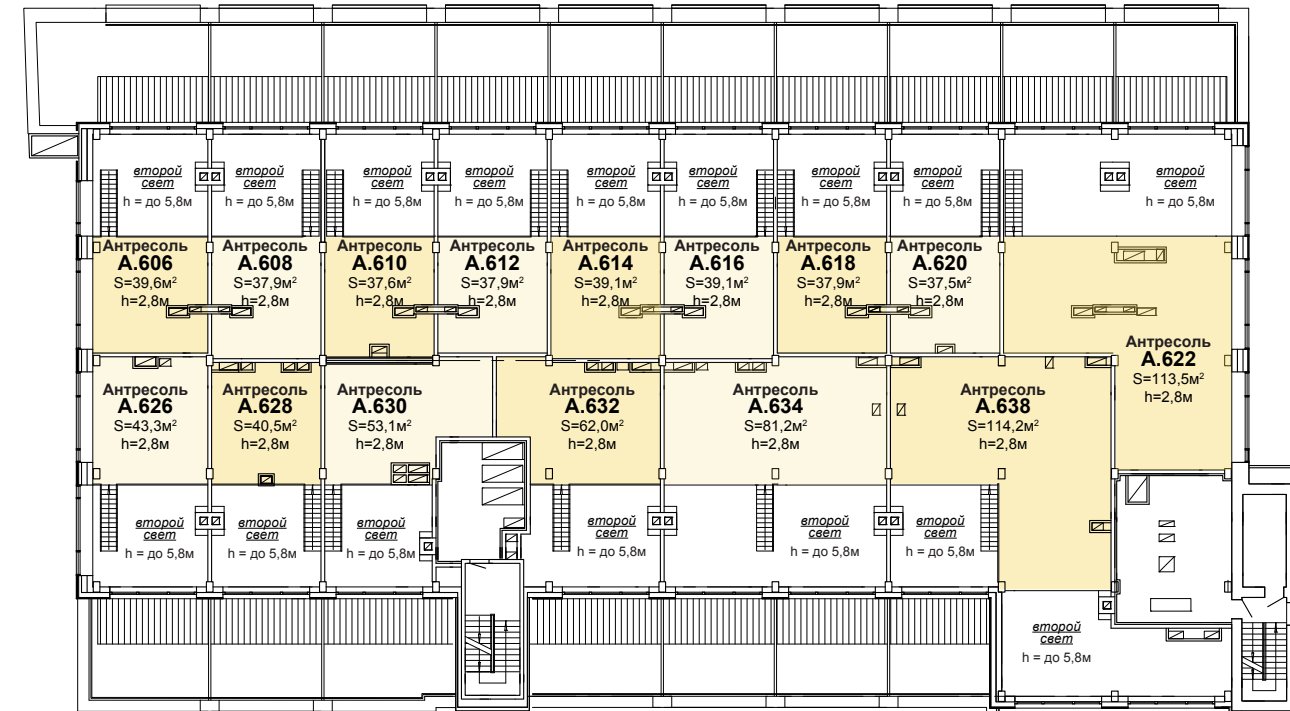 второй
свет
h = до 5,8м
второй
свет
h = до 5,8м
второй
свет
h = до 5,8м
второй
свет
h = до 5,8м
второй
свет
h = до 5,8м
второй
свет
h = до 5,8м
второй
свет
h = до 5,8м
второй
свет
h = до 5,8м
второй
свет
h = до 5,8м
Антресоль
А.606
S=39,6м²
h=2,8м
Антресоль
А.608
S=37,9м²
h=2,8м
Антресоль
А.610
S=37,6м²
h=2,8м
Антресоль
А.612
S=37,9м²
h=2,8м
Антресоль
А.614
S=39,1м²
h=2,8м
Антресоль
А.616
S=39,1м²
h=2,8м
Антресоль
А.618
S=37,9м²
h=2,8м
Антресоль
А.620
S=37,5м²
h=2,8м
Антресоль
А.622
S=113,5м²
h=2,8м
Антресоль
А.626
S=43,3м²
h=2,8м
Антресоль
А.628
S=40,5м²
h=2,8м
Антресоль
А.630
S=53,1м²
h=2,8м
Антресоль
А.632
S=62,0м²
h=2,8м
Антресоль
А.634
S=81,2м²
h=2,8м
Антресоль
А.638
S=114,2м²
h=2,8м
второй
свет
h = до 5,8м
второй
свет
h = до 5,8м
второй
свет
h = до 5,8м
второй
свет
h = до 5,8м
второй
свет
h = до 5,8м
второй
свет
h = до 5,8м
второй
свет
h = до 5,8м